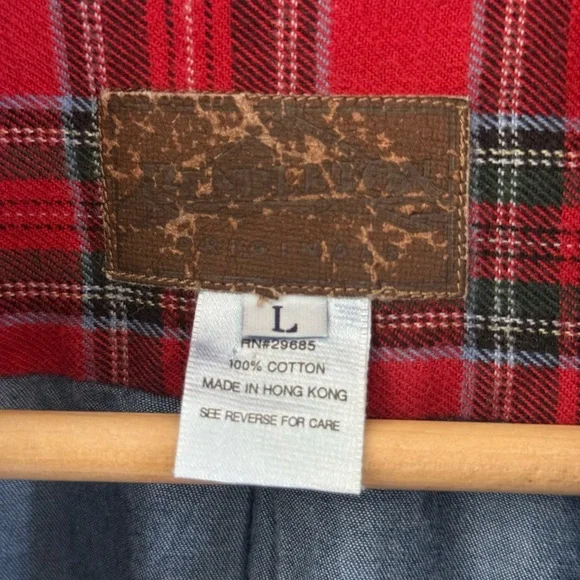 L
RN#29685
100% COTTON
MADE IN HONG KONG
SEE REVERSE FOR CARE